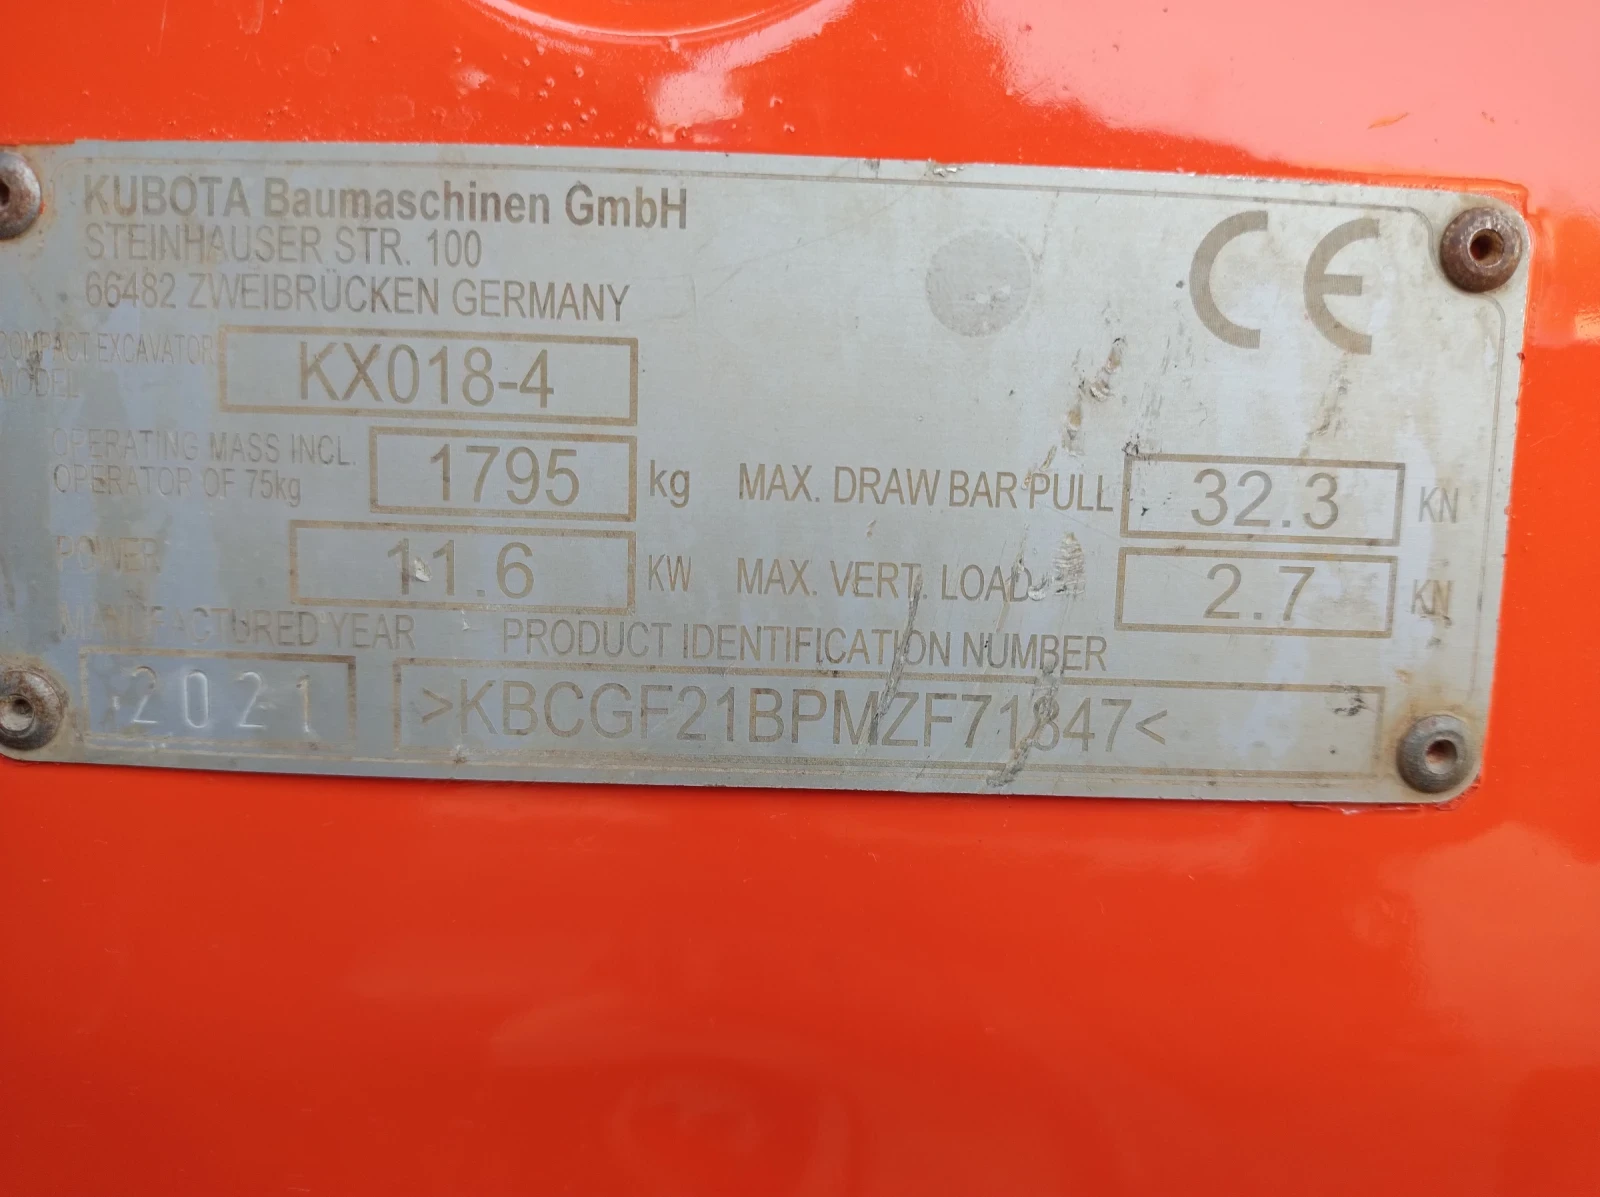 KUBOTA Baumaschinen GmbH
STEINHAUSER STR. 100
66482 ZWEIBRÜCKEN GERMANY
CE
COMPACT EXCAVATOR
MODEL
KX018-4
OPERATING MASS INCL.
OPERATOR OF 75kg
1795 kg
MAX. DRAW BAR PULL 32.3 KN
POWER 11.6 KW
MAX. VERT. LOAD 2.7 KN
MANUFACTURED YEAR
2021
PRODUCT IDENTIFICATION NUMBER
>KBCGF21BPMZF71847<